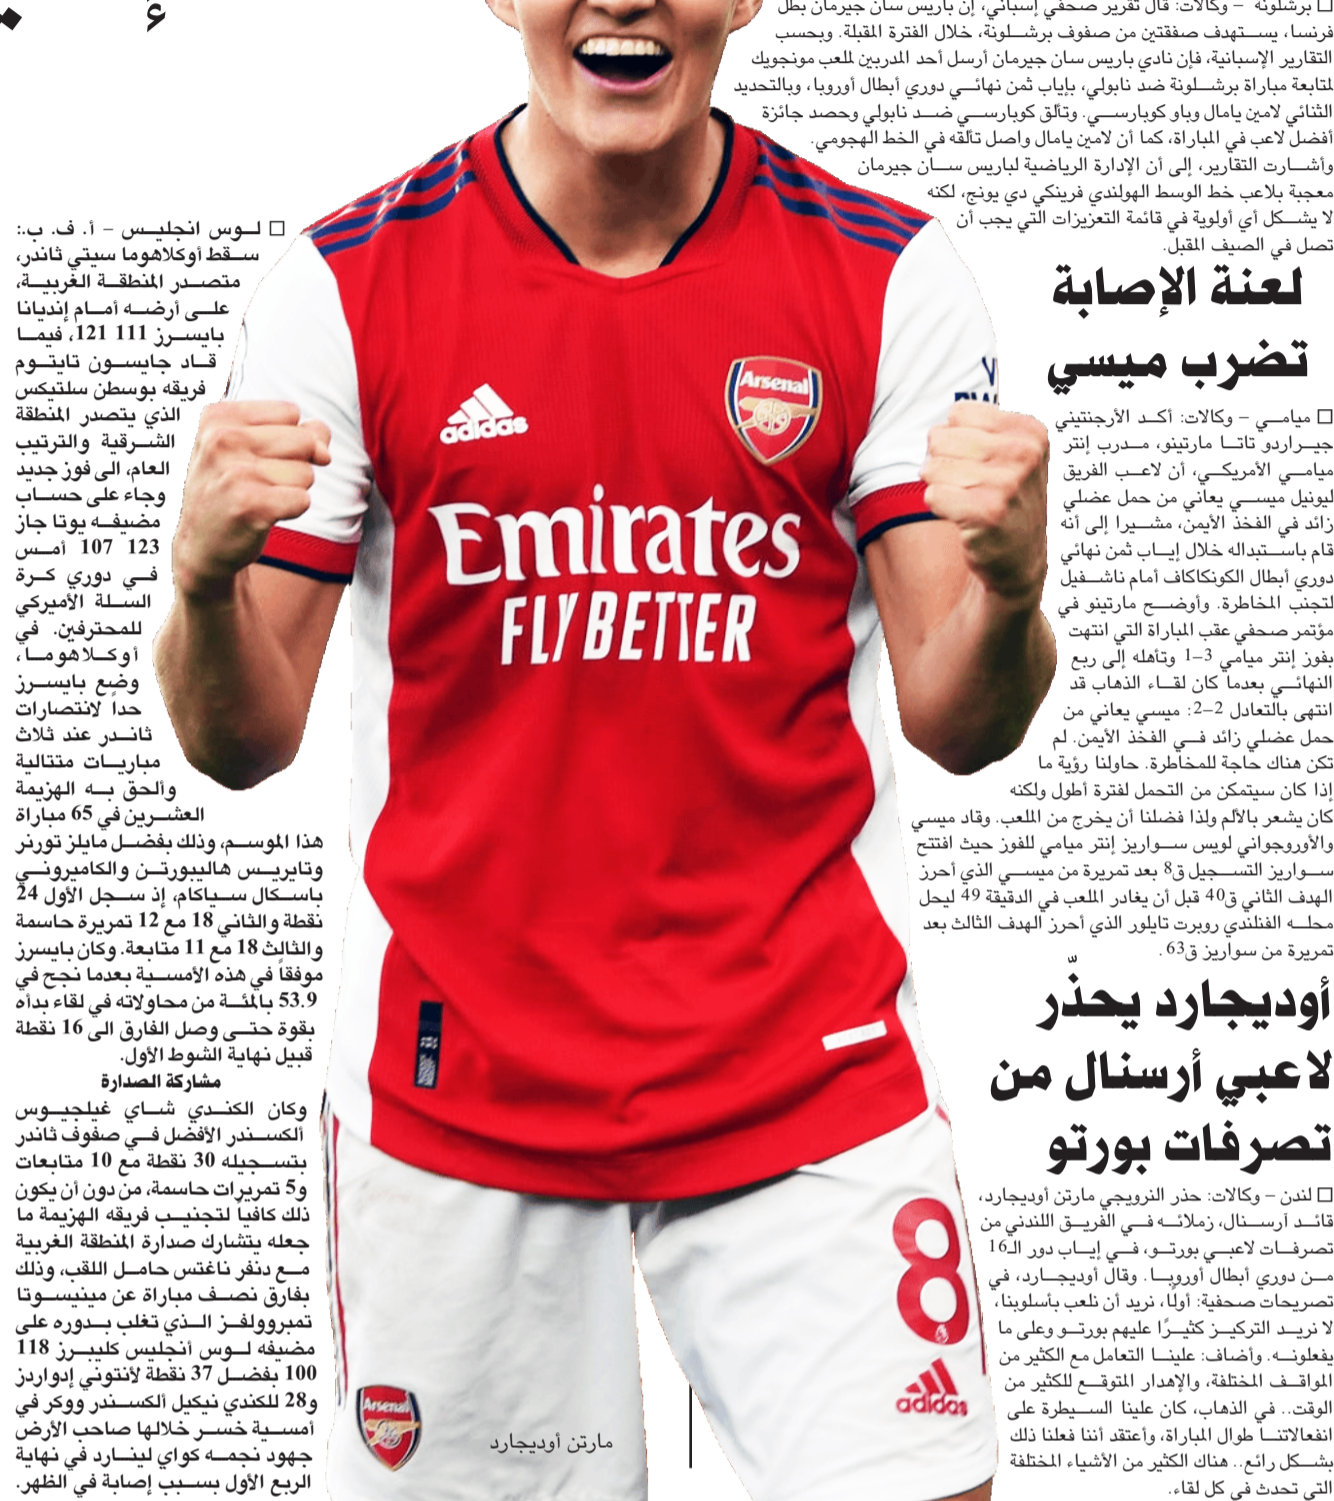 □ برشلونة – وكالات: قال تقرير صحفي إسباني، إن باريس سان جيرمان بطل
فرنسا، يستهدف صفقتين من صفوف برشلونة، خلال الفترة المقبلة. وبحسب
التقارير الإسبانية، فإن نادي باريس سان جيرمان أرسل أحد المدربين لملعب مونجويك
لمتابعة مباراة برشلونة ضد نابولي، بإياب ثمن نهائي دوري أبطال أوروبا، وبالتحديد
الثنائي لامين يامال وباو كوبارسي. وتألق كوبارسي ضد نابولي وحصد جائزة
أفضل لاعب في المباراة، كما أن لامين يامال واصل تألقه في الخط الهجومي.
وأشارت التقارير، إلى أن الإدارة الرياضية لباريس سان جيرمان
معجبة بلاعب خط الوسط الهولندي فرينكي دي يونج، لكنه
لا يشكل أي أولوية في قائمة التعزيزات التي يجب أن
تصل في الصيف المقبل.
لعنة الإصابة
تضرب ميسي
□ ميامي – وكالات: أكد الأرجنتيني
جيراردو تاتا مارتينو، مدرب إنتر
ميامي الأمريكي، أن لاعب الفريق
ليونيل ميسي يعاني من حمل عضلي
زائد في الفخذ الأيمن، مشيرا إلى أنه
قام باستبداله خلال إياب ثمن نهائي
دوري أبطال الكونكاكاف أمام ناشفيل
لتجنب المخاطرة. وأوضح مارتينو في
مؤتمر صحفي عقب المباراة التي انتهت
بفوز إنتر ميامي 3–1 وتأهله إلى ربع
النهائي بعدما كان لقاء الذهاب قد
انتهى بالتعادل 2–2: ميسي يعاني من
حمل عضلي زائد في الفخذ الأيمن. لم
تكن هناك حاجة للمخاطرة. حاولنا رؤية ما
إذا كان سيتمكن من التحمل لفترة أطول ولكنه
كان يشعر بالألم ولذا فضلنا أن يخرج من الملعب. وقاد ميسي
والأوروجواني لويس سواريز إنتر ميامي للفوز حيث افتتح
سواريز التسجيل ق8 بعد تمريرة من ميسي الذي أحرز
الهدف الثاني ق40 قبل أن يغادر الملعب في الدقيقة 49 ليحل
محله الفنلندي روبرت تايلور الذي أحرز الهدف الثالث بعد
تمريرة من سواريز ق63.
أوديجارد يحذّر
لاعبي أرسنال من
تصرفات بورتو
□ لندن – وكالات: حذر النرويجي مارتن أوديجارد،
قائد آرسنال، زملائه في الفريق اللندني من
تصرفات لاعبي بورتو، في إياب دور الـ16
من دوري أبطال أوروبا. وقال أوديجارد، في
تصريحات صحفية: أولًا، نريد أن نلعب بأسلوبنا،
لا نريد التركيز كثيرًا عليهم بورتو وعلى ما
يفعلونه. وأضاف: علينا التعامل مع الكثير من
المواقف المختلفة، والإهدار المتوقع للكثير من
الوقت.. في الذهاب، كان علينا السيطرة على
انفعالاتنا طوال المباراة، وأعتقد أننا فعلنا ذلك
بشكل رائع.. هناك الكثير من الأشياء المختلفة
التي تحدث في كل لقاء.
Arsenal
adidas
Emirates
FLY BETTER
8
adidas
Arsenal
مارتن أوديجارد
□ لوس انجليس – أ. ف. ب.:
سقط أوكلاهوما سيتي ثاندر،
متصدر المنطقة الغربية،
على أرضه أمام إنديانا
بايسرز 111 121، فيما
قاد جايسون تايتوم
فريقه بوسطن سلتيكس
الذي يتصدر المنطقة
الشرقية والترتيب
العام، الى فوز جديد
وجاء على حساب
مضيفه يوتا جاز
123 107 أمس
في دوري كرة
السلة الأميركي
للمحترفين. في
أوكلاهوما،
وضع بايسرز
حداً لانتصارات
ثاندر عند ثلاث
مباريات متتالية
وألحق به الهزيمة
العشرين في 65 مباراة
هذا الموسم، وذلك بفضل مايلز تورنر
وتايريس هاليبورتن والكاميروني
باسكال سياكام، إذ سجل الأول 24
نقطة والثاني 18 مع 12 تمريرة حاسمة
والثالث 18 مع 11 متابعة. وكان بايسرز
موفقاً في هذه الأمسية بعدما نجح في
53.9 بالمئة من محاولاته في لقاء بدأه
بقوة حتى وصل الفارق الى 16 نقطة
قبيل نهاية الشوط الأول.
مشاركة الصدارة
وكان الكندي شاي غيلجيوس
ألكسندر الأفضل في صفوف ثاندر
بتسجيله 30 نقطة مع 10 متابعات
و5 تمريرات حاسمة، من دون أن يكون
ذلك كافياً لتجنيب فريقه الهزيمة ما
جعله يتشارك صدارة المنطقة الغربية
مع دنفر ناغتس حامل اللقب، وذلك
بفارق نصف مباراة عن مينيسوتا
تمبروولفز الذي تغلب بدوره على
مضيفه لوس أنجليس كليبرز 118
100 بفضل 37 نقطة لأنتوني إدواردز
و28 للكندي نيكيل ألكسندر ووكر في
أمسية خسر خلالها صاحب الأرض
جهود نجمه كواي لينارد في نهاية
الربع الأول بسبب إصابة في الظهر.